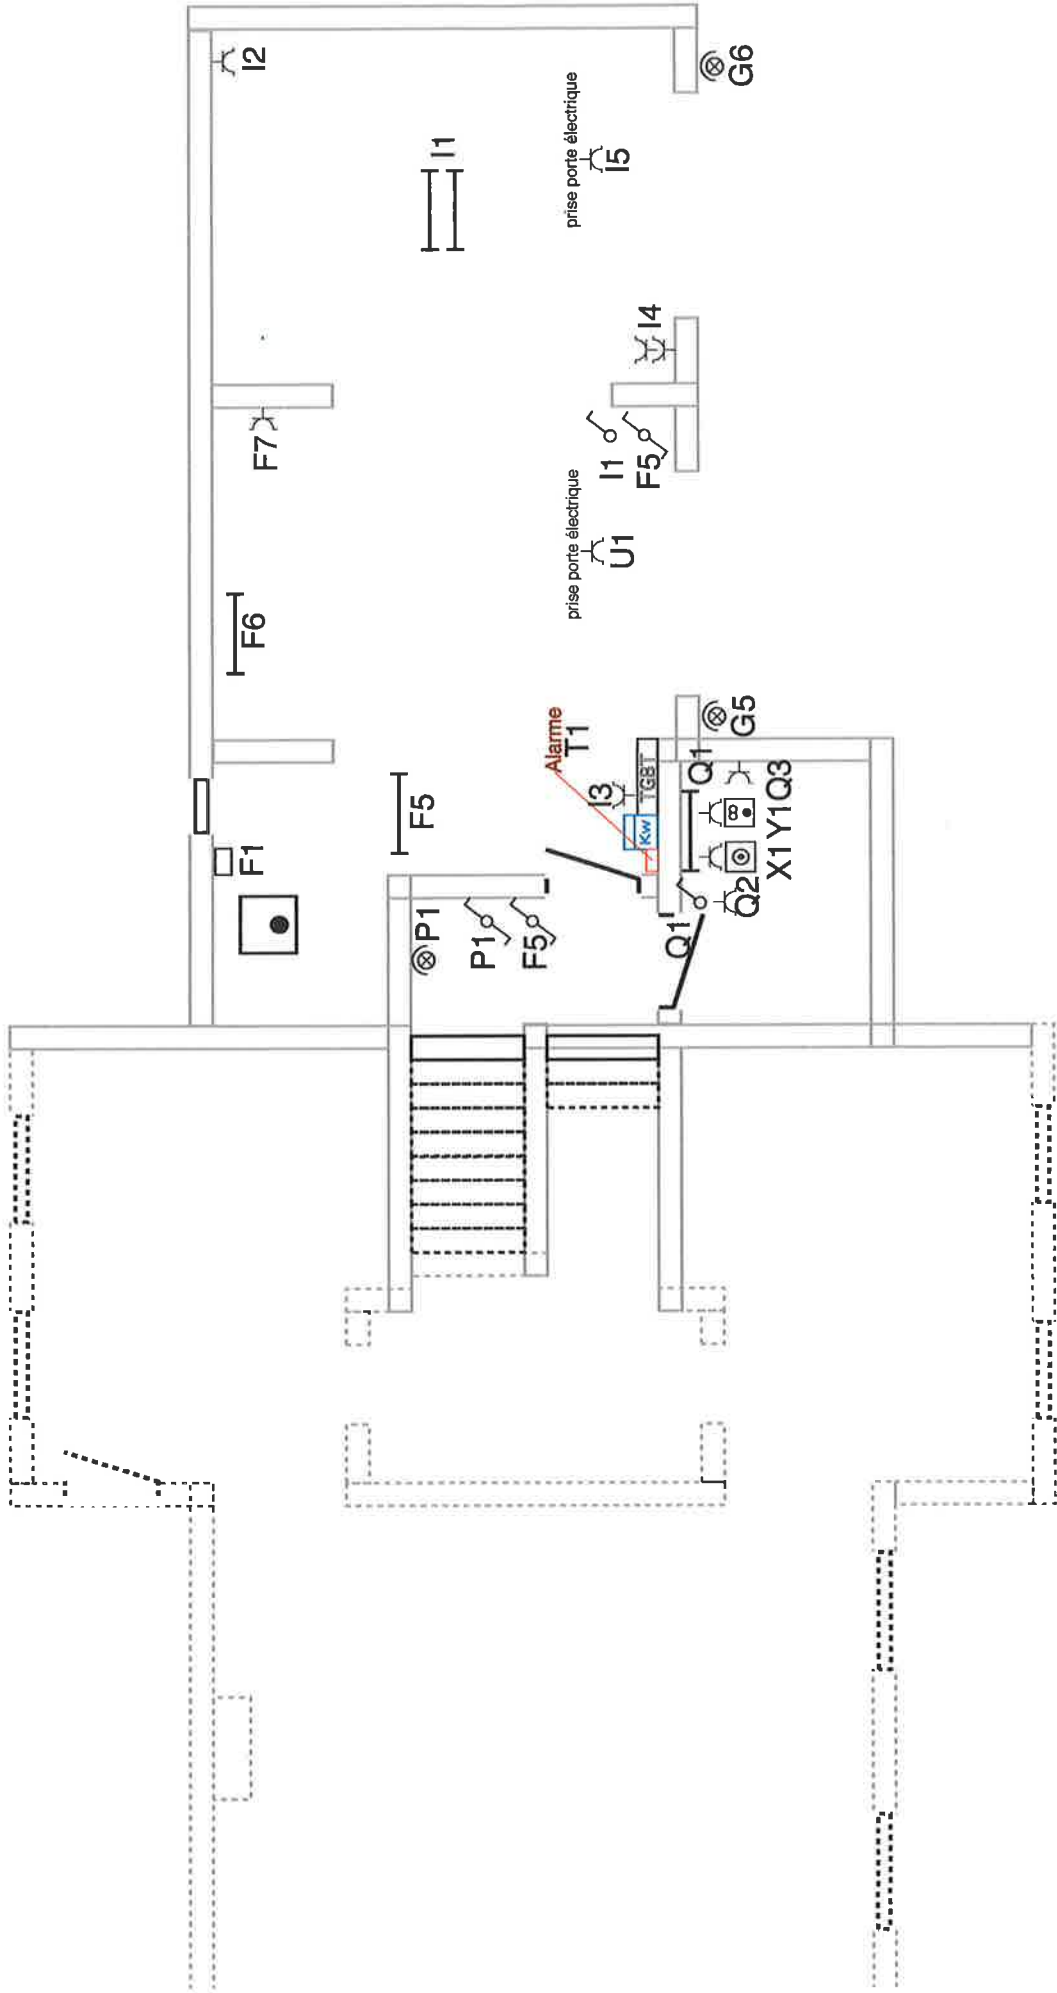 I2
G6
I1
prise porte électrique
I5
I4
F7
I1
F5
prise porte électrique
U1
F6
G5
Alarme
T1
TGBT
I3
Kw
Q1
Q3
Y1
X1
F5
F1
Q2
Q1
P1
P1
F5